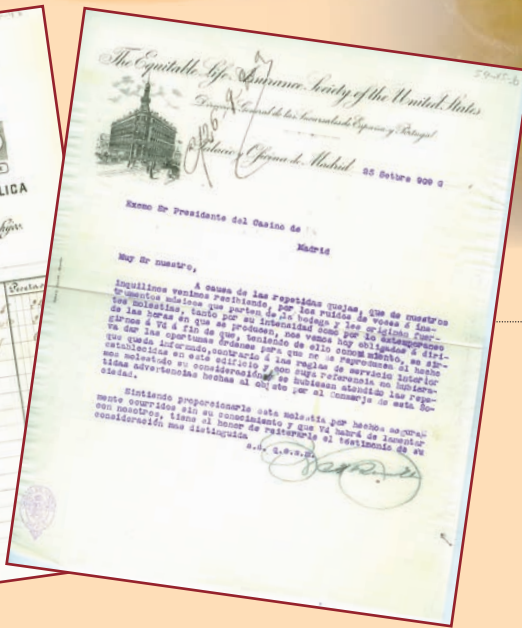 LICA
Pesetas
The Equitable Life Assurance Society of the United States
Dirección General de las Sucursales de España y Portugal
Palacio y Oficina de Madrid
25 Setbre 909
Exemo Sr Presidente del Casino de
Madrid
Muy Sr nuestro,
A causa de las repetidas quejas, que de nuestros
inquilinos venimos recibiendo, por los ruidos de voces é ins-
trumentos músicos que parten de la bodega y les originan fuer-
tes molestias, tanto por su intensidad como por lo extemporaneo
de las horas en que se producen, nos vemos hoy obligados á diri-
girnos á Vd á fin de que, teniendo de ello conocimiento, se sir-
va dar las oportunas órdenes para que no se reproduzca el hecho
que queda informado, contrario á las reglas de servicio interior
establecidas en este edificio y con cuya referencia no hubiera-
mos molestado su consideración se hubiesen atendido las repe-
tidas advertencias hechas al objeto por el Conserje de esta So-
ciedad.
Sintiendo proporcionarle esta molestia por hechos segura-
mente ocurridos sin su conocimiento y que Vd habrá de lamentar
con nosotros, tiene el honor de reiterarle el testimonio de su
consideración mas distinguida
s.s. q.e.s.m.